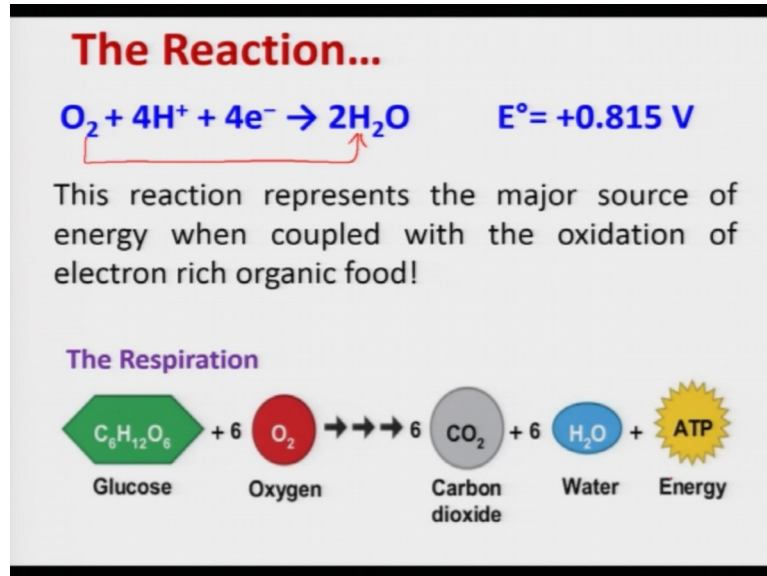 The Reaction...
O₂ + 4H⁺ + 4e⁻ → 2H₂O E°= +0.815 V
This reaction represents the major source of
energy when coupled with the oxidation of
electron rich organic food!
The Respiration
C₆H₁₂O₆ + 6 O₂ →→→ 6 CO₂ + 6 H₂O + ATP
Glucose Oxygen Carbon dioxide Water Energy